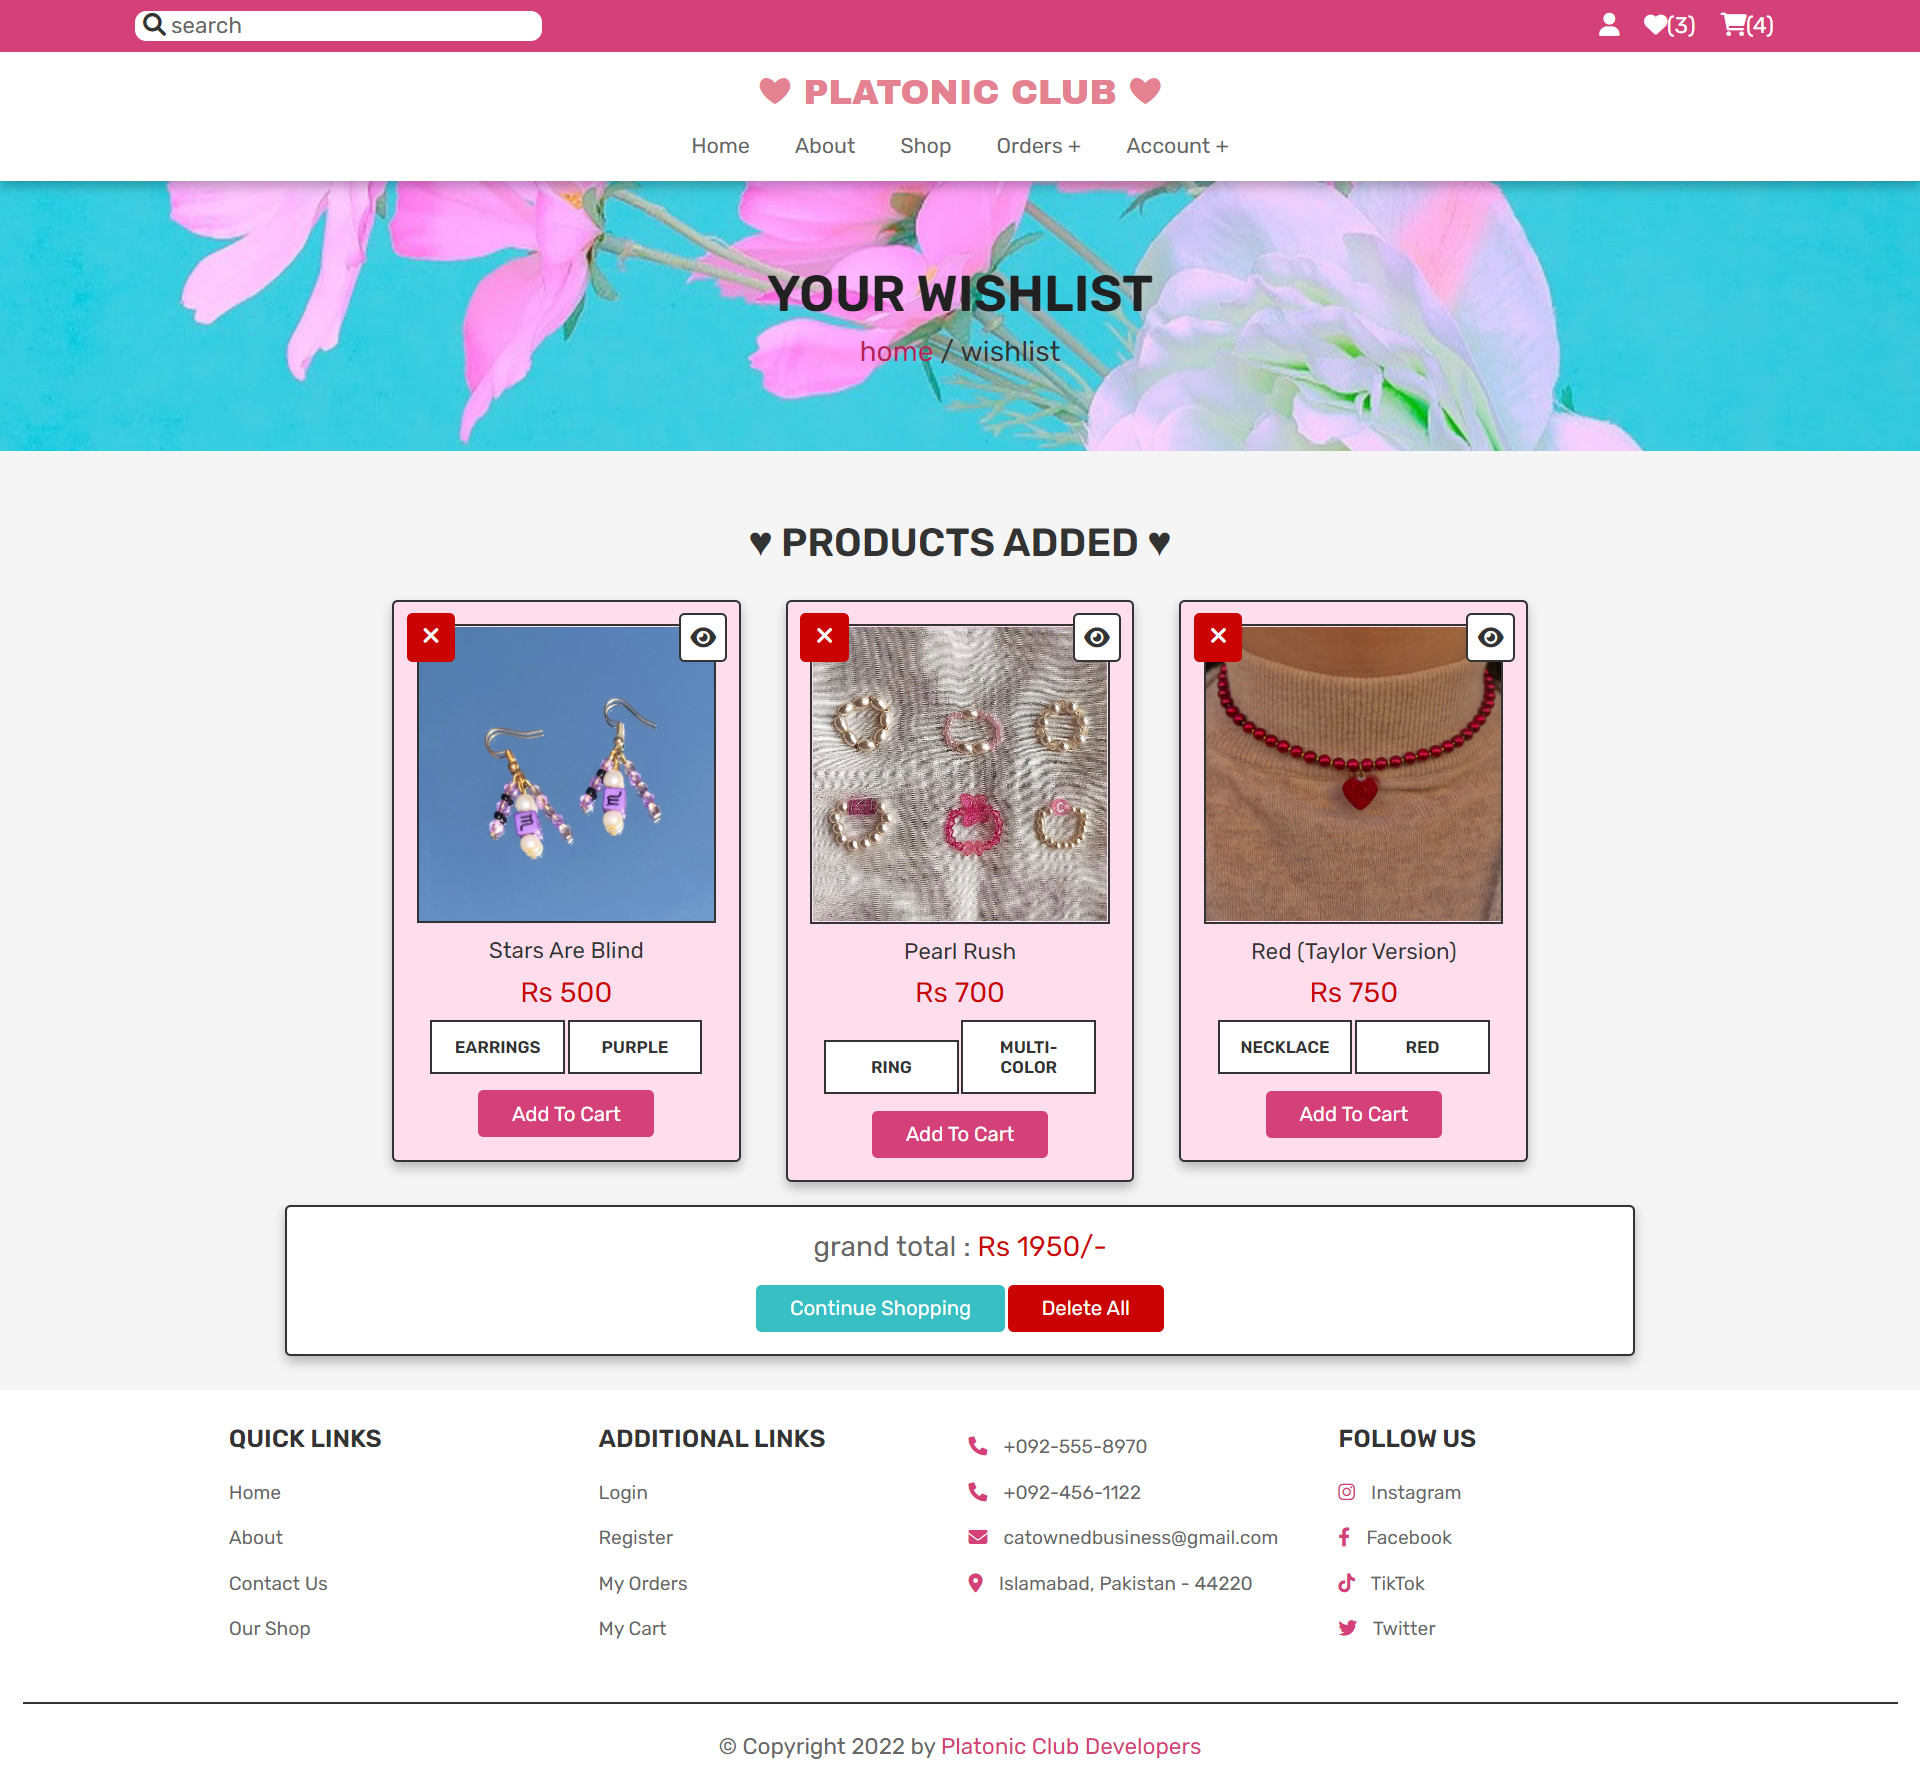 search
(3)
(4)
PLATONIC CLUB
Home About Shop Orders + Account +
YOUR WISHLIST
home / wishlist
♥ PRODUCTS ADDED ♥
Stars Are Blind
Rs 500
EARRINGS
PURPLE
Add To Cart
Pearl Rush
Rs 700
RING
MULTI-
COLOR
Add To Cart
Red (Taylor Version)
Rs 750
NECKLACE
RED
Add To Cart
grand total : Rs 1950/-
Continue Shopping
Delete All
QUICK LINKS
Home
About
Contact Us
Our Shop
ADDITIONAL LINKS
Login
Register
My Orders
My Cart
+092-555-8970
+092-456-1122
catownedbusiness@gmail.com
Islamabad, Pakistan - 44220
FOLLOW US
Instagram
Facebook
TikTok
Twitter
© Copyright 2022 by Platonic Club Developers